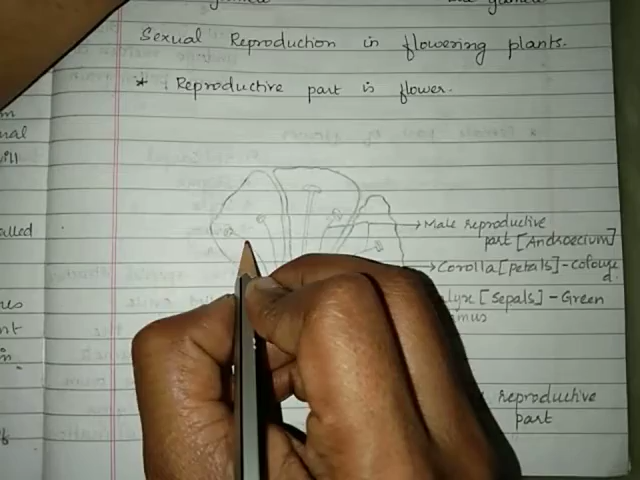 Sexual Reproduction in flowering plants.
* Reproductive part is flower.
Male reproductive
part [Androecium]
Corolla [petals] - Coloured
[Sepals] - Green
reproductive
part